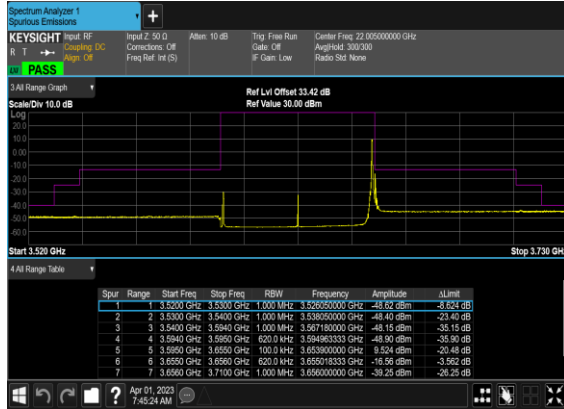 Spectrum Analyzer 1
Spurious Emissions
+
KEYSIGHT Input: RF Input Z: 50 Ω Atten: 10 dB Trig: Free Run Center Freq: 22.005000000 GHz
R T Coupling: DC Corrections: Off Gate: Off Avg|Hold: 300/300
Align: Off Freq Ref: Int (S) IF Gain: Low Radio Std: None
PASS
3 All Range Graph
Ref Lvl Offset 33.42 dB
Scale/Div 10.0 dB Ref Value 30.00 dBm
Log
20.0
10.0
0.00
-10.0
-20.0
-30.0
-40.0
-50.0
-60.0
Start 3.520 GHz Stop 3.730 GH
4 All Range Table
Spur Range Start Freq Stop Freq RBW Frequency Amplitude ΔLimit
1 1 3.5200 GHz 3.5300 GHz 1.000 MHz 3.526050000 GHz -48.62 dBm -8.624 dB
2 2 3.5300 GHz 3.5400 GHz 1.000 MHz 3.538050000 GHz -48.40 dBm -23.40 dB
3 3 3.5400 GHz 3.5940 GHz 1.000 MHz 3.567180000 GHz -48.15 dBm -35.15 dB
4 4 3.5940 GHz 3.5950 GHz 620.0 kHz 3.594963333 GHz -48.90 dBm -35.90 dB
5 5 3.5950 GHz 3.6550 GHz 100.0 kHz 3.653900000 GHz 9.524 dBm -20.48 dB
6 6 3.6550 GHz 3.6560 GHz 620.0 kHz 3.655018333 GHz -16.56 dBm -3.562 dB
7 7 3.6560 GHz 3.7100 GHz 1.000 MHz 3.656000000 GHz -39.25 dBm -26.25 dB
? Apr 01, 2023
7:45:24 AM